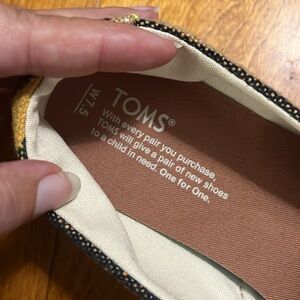 W7.5
TOMS®
With every pair you purchase,
TOMS will give a pair of new shoes
to a child in need. One for One.